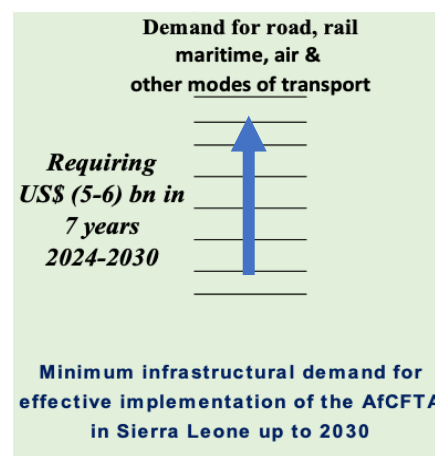 Demand for road, rail
maritime, air &
other modes of transport
Requiring
US$ (5-6) bn in
7 years
2024-2030
Minimum infrastructural demand for
effective implementation of the AfCFTA
in Sierra Leone up to 2030